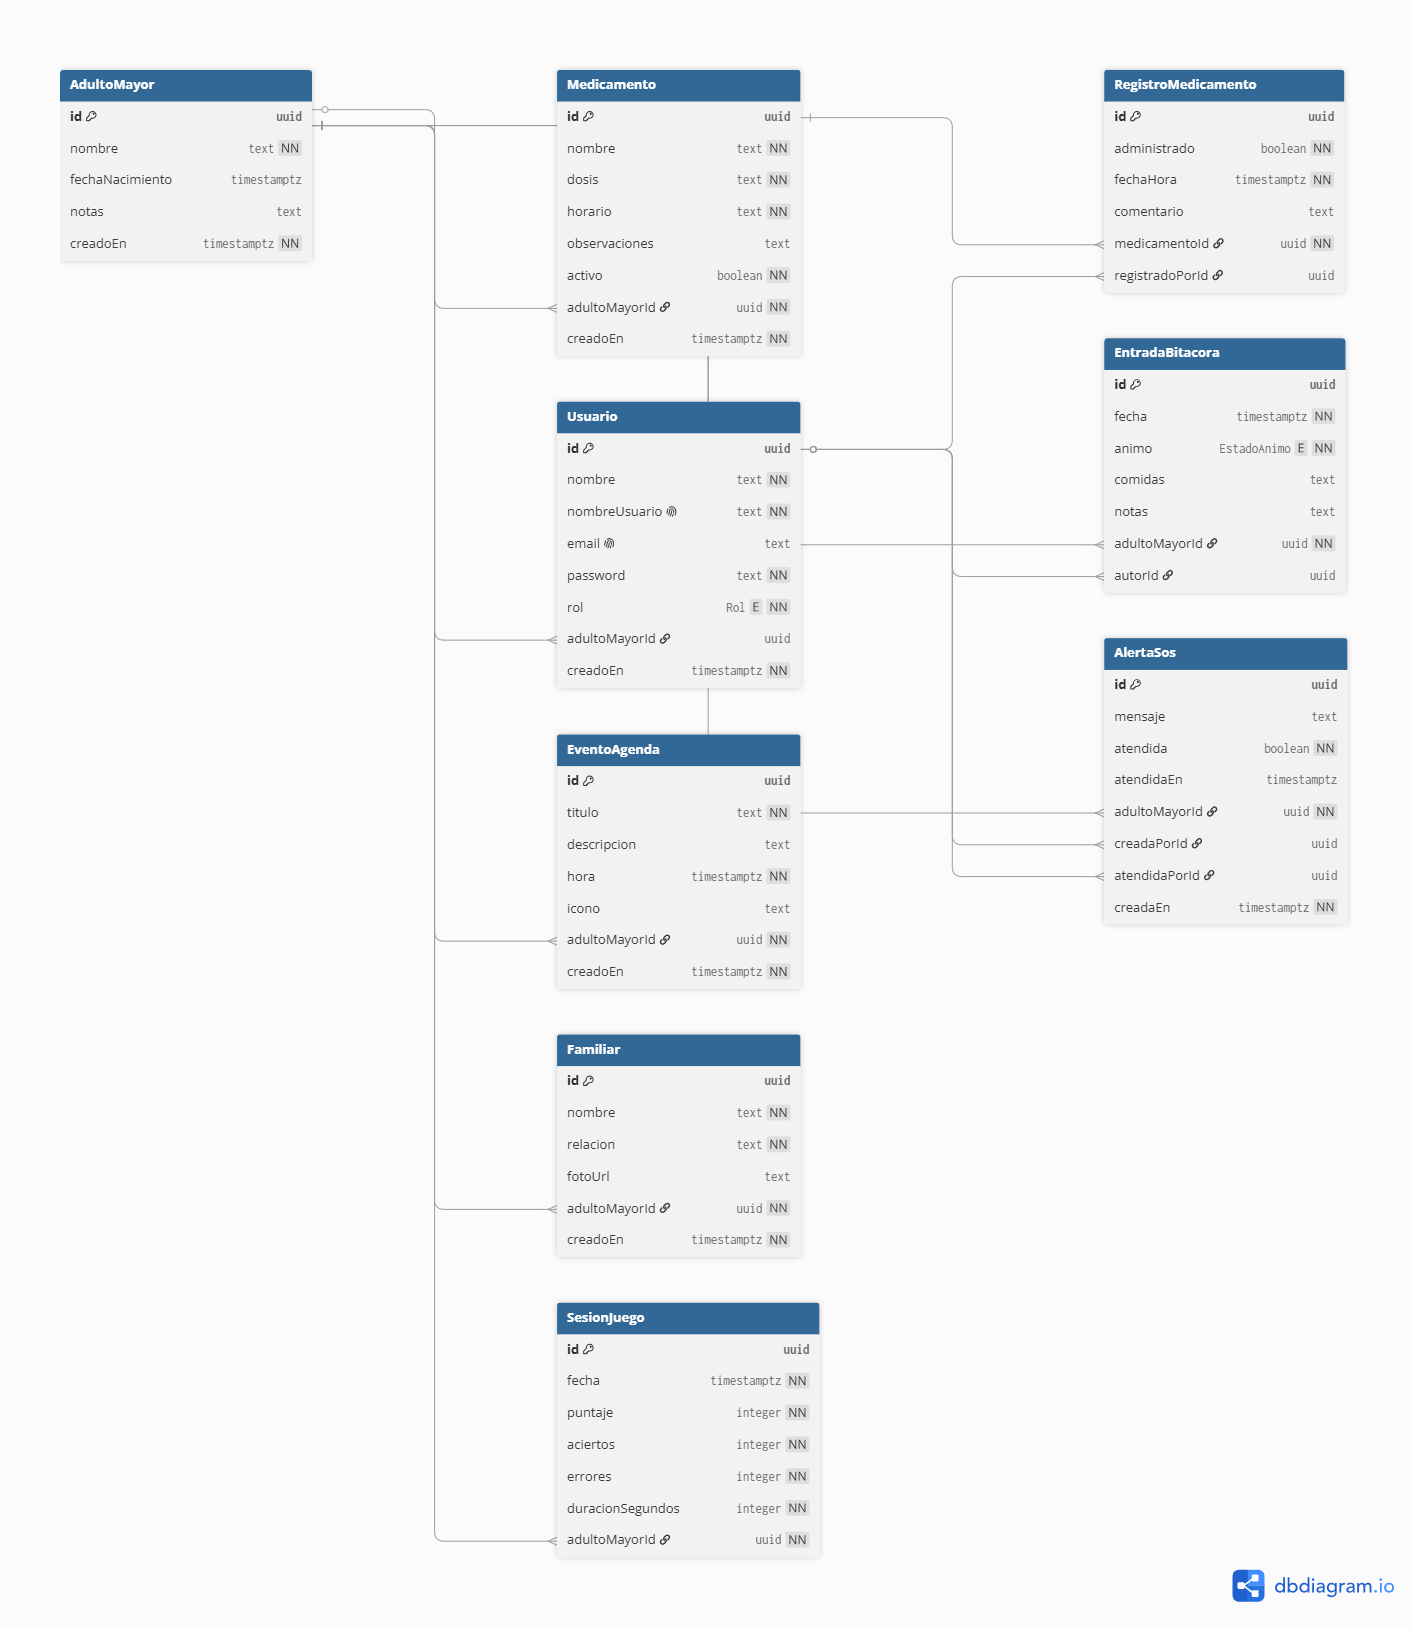 AdultoMayor
id uuid
nombre text NN
fechaNacimiento timestamptz
notas text
creadoEn timestamptz NN
Medicamento
id uuid
nombre text NN
dosis text NN
horario text NN
observaciones text
activo boolean NN
adultoMayorId uuid NN
creadoEn timestamptz NN
Usuario
id uuid
nombre text NN
nombreUsuario text NN
email text
password text NN
rol Rol E NN
adultoMayorId uuid
creadoEn timestamptz NN
EventoAgenda
id uuid
titulo text NN
descripcion text
hora timestamptz NN
icono text
adultoMayorId uuid NN
creadoEn timestamptz NN
Familiar
id uuid
nombre text NN
relacion text NN
fotoUrl text
adultoMayorId uuid NN
creadoEn timestamptz NN
SesionJuego
id uuid
fecha timestamptz NN
puntaje integer NN
aciertos integer NN
errores integer NN
duracionSegundos integer NN
adultoMayorId uuid NN
RegistroMedicamento
id uuid
administrado boolean NN
fechaHora timestamptz NN
comentario text
medicamentoId uuid NN
registradoPorId uuid
EntradaBitacora
id uuid
fecha timestamptz NN
animo EstadoAnimo E NN
comidas text
notas text
adultoMayorId uuid NN
autorId uuid
AlertaSos
id uuid
mensaje text
atendida boolean NN
atendidaEn timestamptz
adultoMayorId uuid NN
creadaPorId uuid
atendidaPorId uuid
creadaEn timestamptz NN
dbdiagram.io